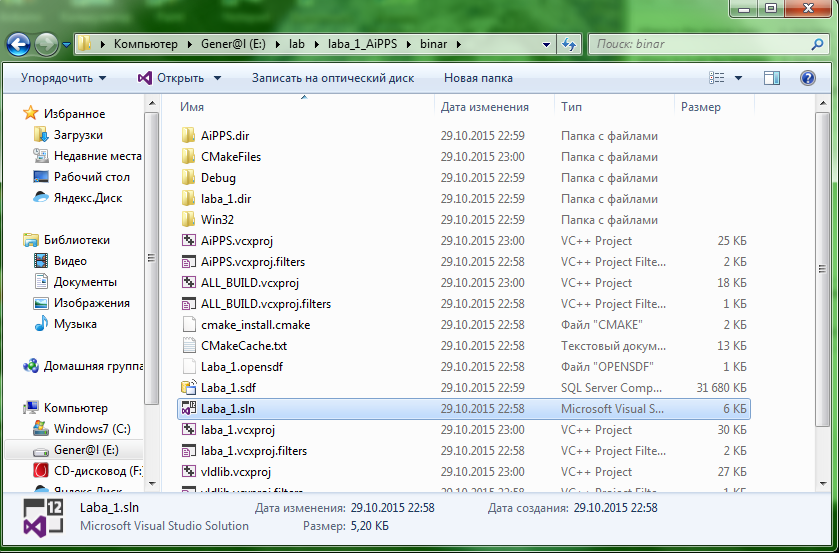 Компьютер Gener@l (E:) lab laba_1_AiPPS binar Поиск: binar
Упорядочить Открыть Записать на оптический диск Новая папка
Избранное
Загрузки
Недавние места
Рабочий стол
Яндекс.Диск
Библиотеки
Видео
Документы
Изображения
Музыка
Домашняя группа
Компьютер
Windows7 (C:)
Gener@l (E:)
CD-дисковод (F:
Яндекс.Диск
Имя Дата изменения Тип Размер
AiPPS.dir 29.10.2015 22:59 Папка с файлами
CMakeFiles 29.10.2015 23:00 Папка с файлами
Debug 29.10.2015 22:59 Папка с файлами
laba_1.dir 29.10.2015 22:59 Папка с файлами
Win32 29.10.2015 22:59 Папка с файлами
AiPPS.vcxproj 29.10.2015 23:00 VC++ Project 25 КБ
AiPPS.vcxproj.filters 29.10.2015 22:58 VC++ Project Filte... 2 КБ
ALL_BUILD.vcxproj 29.10.2015 23:00 VC++ Project 18 КБ
ALL_BUILD.vcxproj.filters 29.10.2015 22:58 VC++ Project Filte... 1 КБ
cmake_install.cmake 29.10.2015 22:58 Файл "CMAKE" 2 КБ
CMakeCache.txt 29.10.2015 22:58 Текстовый докум... 13 КБ
Laba_1.opensdf 29.10.2015 22:58 Файл "OPENSDF" 1 КБ
Laba_1.sdf 29.10.2015 22:59 SQL Server Comp... 31 680 КБ
Laba_1.sln 29.10.2015 22:58 Microsoft Visual S... 6 КБ
laba_1.vcxproj 29.10.2015 23:00 VC++ Project 30 КБ
laba_1.vcxproj.filters 29.10.2015 22:58 VC++ Project Filte... 2 КБ
vldlib.vcxproj 29.10.2015 23:00 VC++ Project 27 КБ
vldlib.vcxproj.filters 29.10.2015 22:58 VC++ Project Filte... 2 КБ
12
Laba_1.sln Дата изменения: 29.10.2015 22:58 Дата создания: 29.10.2015 22:58
Microsoft Visual Studio Solution Размер: 5,20 КБ